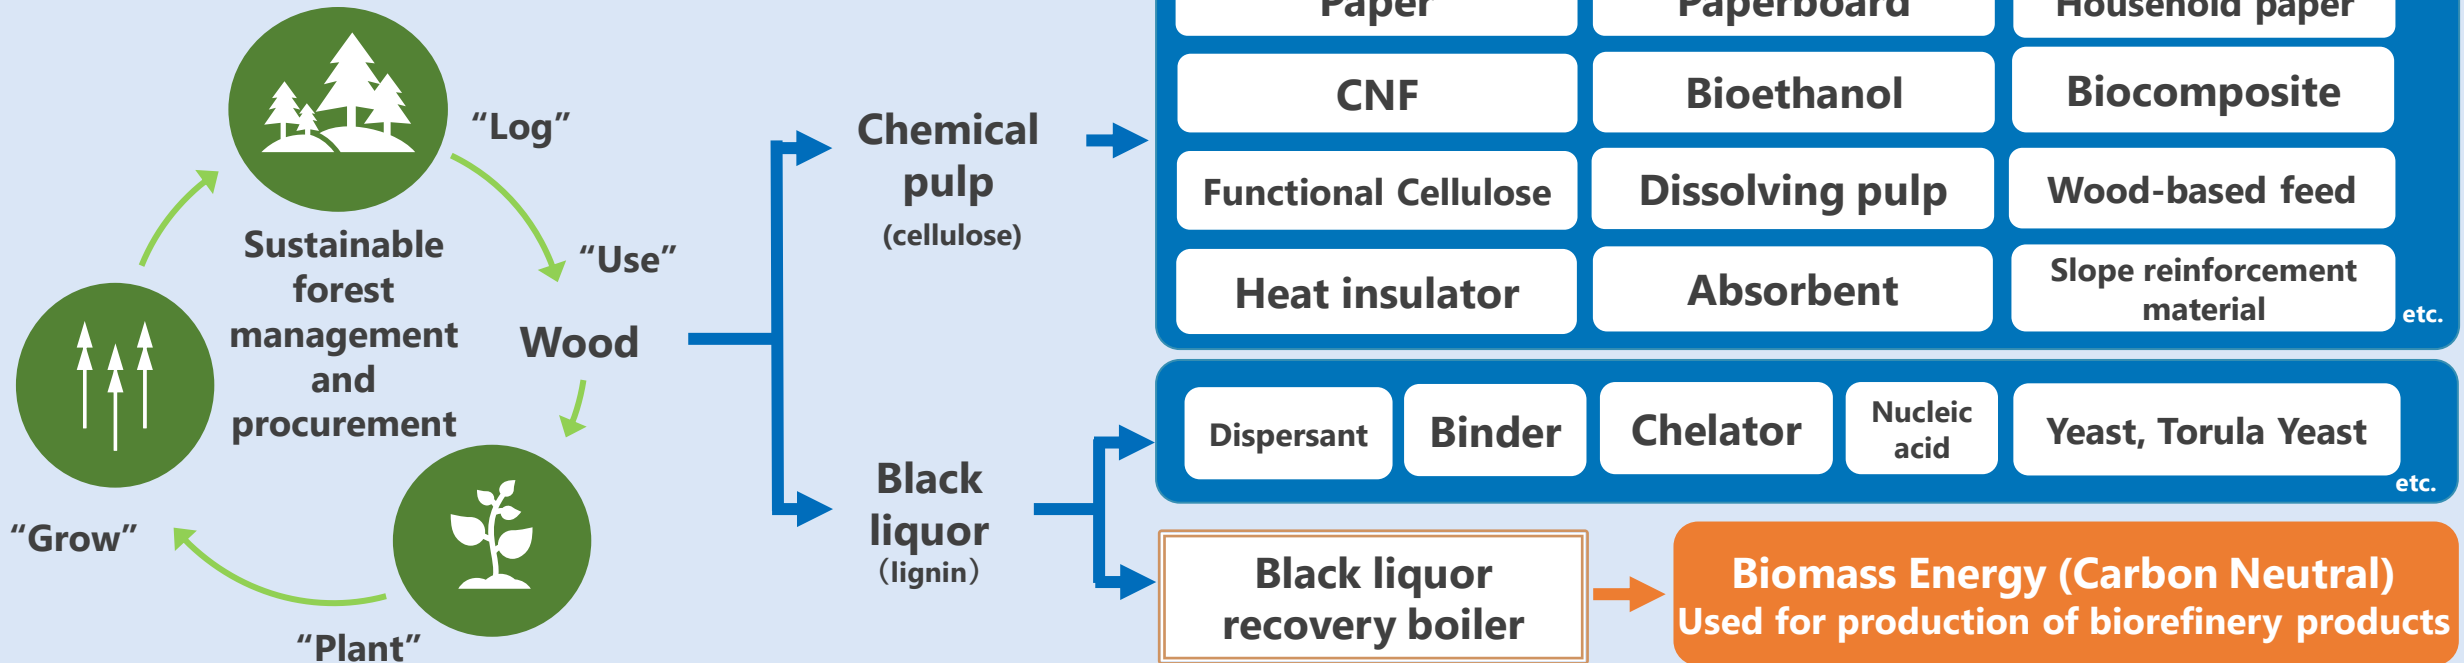 “Log”
“Use”
Sustainable
forest
management
and
procurement
Wood
“Grow”
“Plant”
Chemical
pulp
(cellulose)
Black
liquor
（lignin）
Paper
Paperboard
Household paper
CNF
Bioethanol
Biocomposite
Functional Cellulose
Dissolving pulp
Wood-based feed
Heat insulator
Absorbent
Slope reinforcement
material
etc.
Dispersant
Binder
Chelator
Nucleic
acid
Yeast, Torula Yeast
etc.
Black liquor
recovery boiler
Biomass Energy (Carbon Neutral)
Used for production of biorefinery products